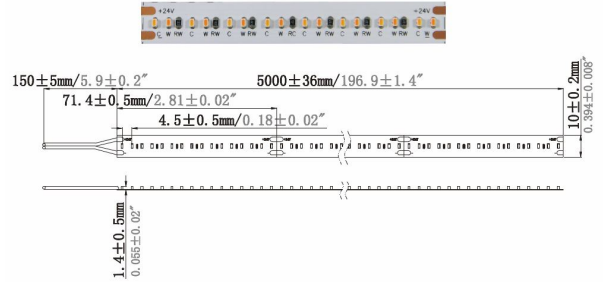 +24V +24V
C W RW C W RW C W RW C W RC C W RW C W RW C W RW C W RW C W RW C W
150±5mm/5.9±0.2″
5000±36mm/196.9±1.4″
71.4±0.5mm/2.81±0.02″
4.5±0.5mm/0.18±0.02″
10±0.2mm
0.394±0.008″
1.4±0.5mm
0.055±0.02″